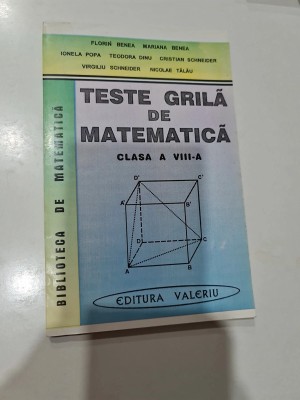 FLORIN BENEA MARIANA BENEA
IONELA POPA TEODORA DINU CRISTIAN SCHNEIDER
VIRGILIU SCHNEIDER NICOLAE TĂLĂU
BIBLIOTECA DE MATEMATICĂ
TESTE GRILĂ
DE
MATEMATICĂ
CLASA A VIII-A
D' C'
A' B'
D C
A B
EDITURA VALERIU